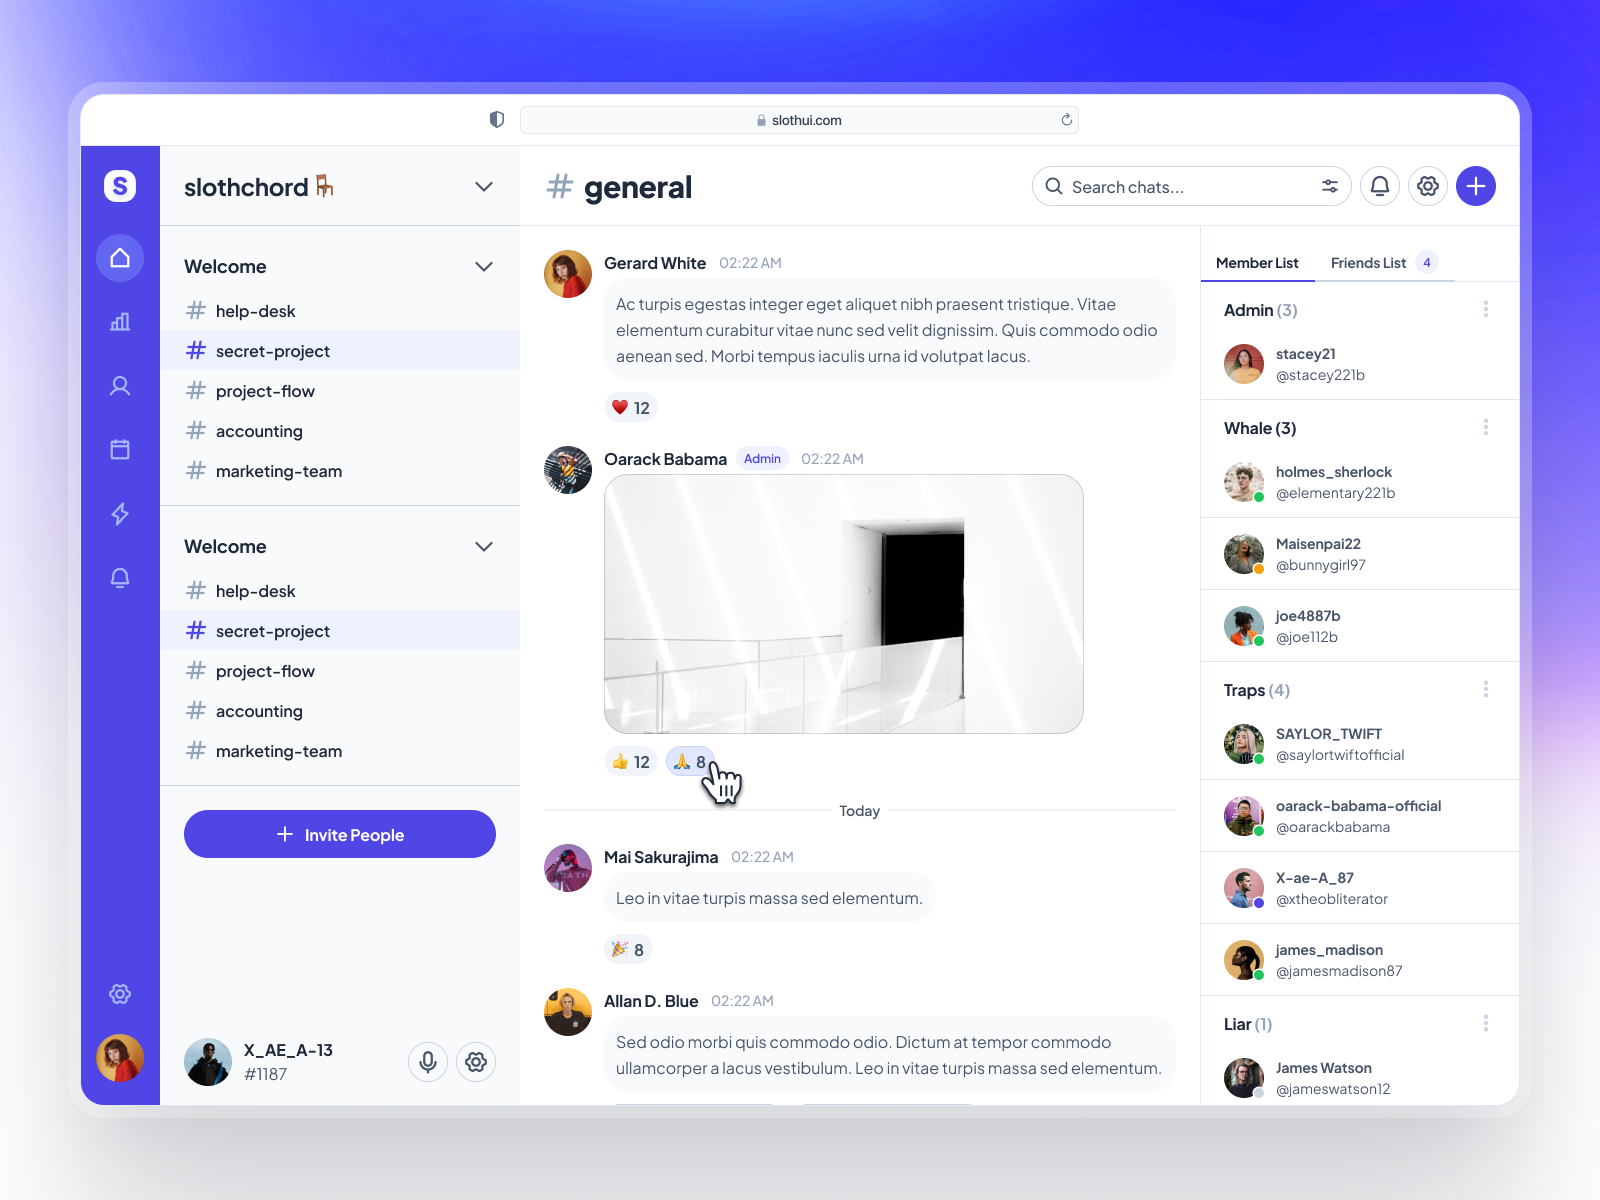 slothui.com
S
slothchord
Welcome
help-desk
secret-project
project-flow
accounting
marketing-team
Welcome
help-desk
secret-project
project-flow
accounting
marketing-team
+ Invite People
X_AE_A-13
#1187
# general
Search chats...
Gerard White 02:22 AM
Ac turpis egestas integer eget aliquet nibh praesent tristique. Vitae
elementum curabitur vitae nunc sed velit dignissim. Quis commodo odio
aenean sed. Morbi tempus iaculis urna id volutpat lacus.
12
Oarack Babama Admin 02:22 AM
12 8
Today
Mai Sakurajima 02:22 AM
Leo in vitae turpis massa sed elementum.
8
Allan D. Blue 02:22 AM
Sed odio morbi quis commodo odio. Dictum at tempor commodo
ullamcorper a lacus vestibulum. Leo in vitae turpis massa sed elementum.
Member List Friends List 4
Admin (3)
stacey21
@stacey221b
Whale (3)
holmes_sherlock
@elementary221b
Maisenpai22
@bunnygirl97
joe4887b
@joe112b
Traps (4)
SAYLOR_TWIFT
@saylortwiftofficial
oarack-babama-official
@oarackbabama
X-ae-A_87
@xtheobliterator
james_madison
@jamesmadison87
Liar (1)
James Watson
@jameswatson12